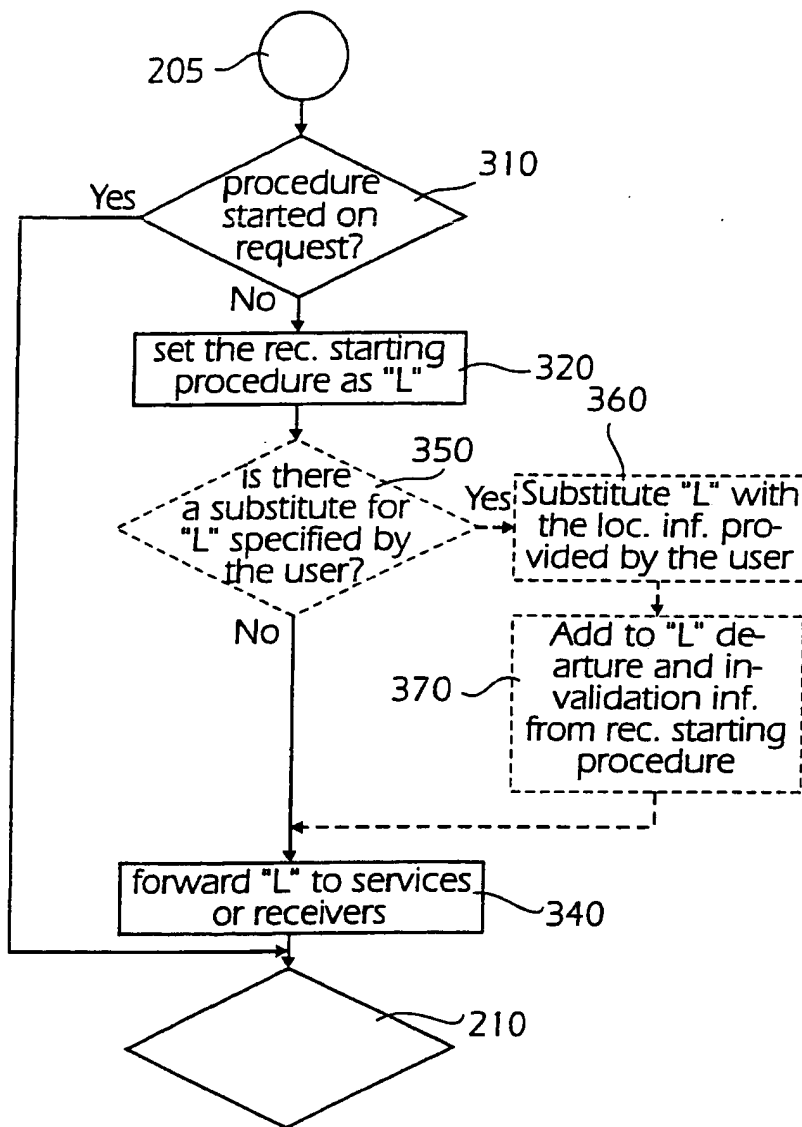 205
310
procedure
started on
request?
Yes
No
set the rec. starting
procedure as "L"
320
350
is there
a substitute for
"L" specified by
the user?
Yes
No
360
Substitute "L" with
the loc. inf. pro-
vided by the user
370
Add to "L" de-
arture and in-
validation inf.
from rec. starting
procedure
forward "L" to services
or receivers
340
210